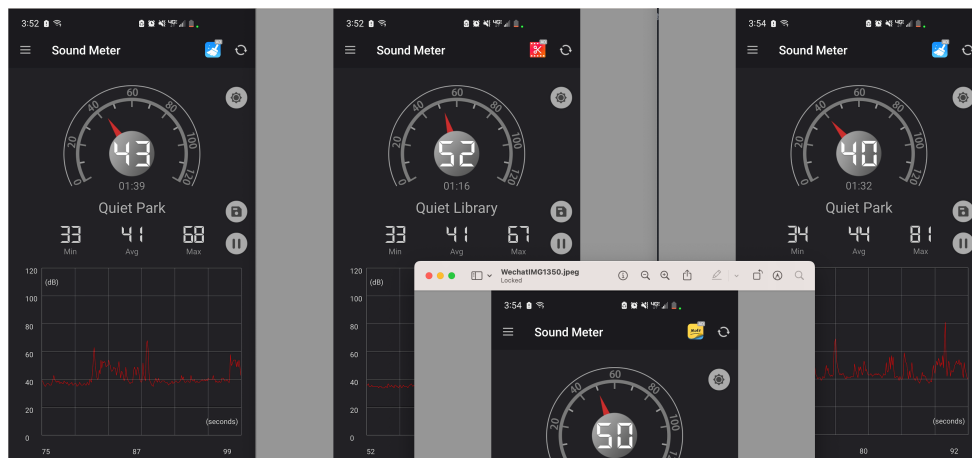 3:52
Sound Meter
0 20 40 60 80 100 120
43
01:39
Quiet Park
33 41 68
Min Avg Max
120 (dB)
100
80
60
40
20 (seconds)
0
75 87 99
3:52
Sound Meter
0 20 40 60 80 100 120
52
01:16
Quiet Library
33 41 67
Min Avg Max
120 (dB)
100
80
60
40
20
0
52
3:54
Sound Meter
0 20 40 60 80 100 120
40
01:32
Quiet Park
34 44 81
Min Avg Max
(seconds)
80 92
WechatIMG1350.jpeg
Locked
3:54
Sound Meter
20 40 60 80 100
50